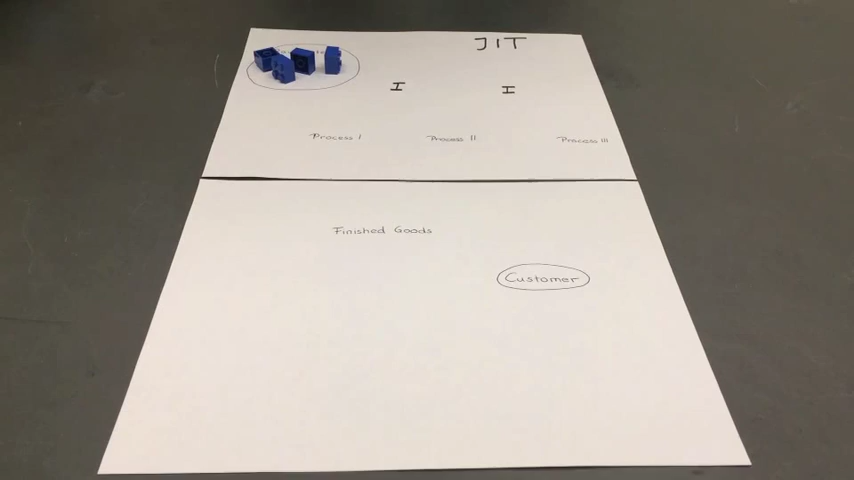 JIT
I I
Process I Process II Process III
Finished Goods
Customer